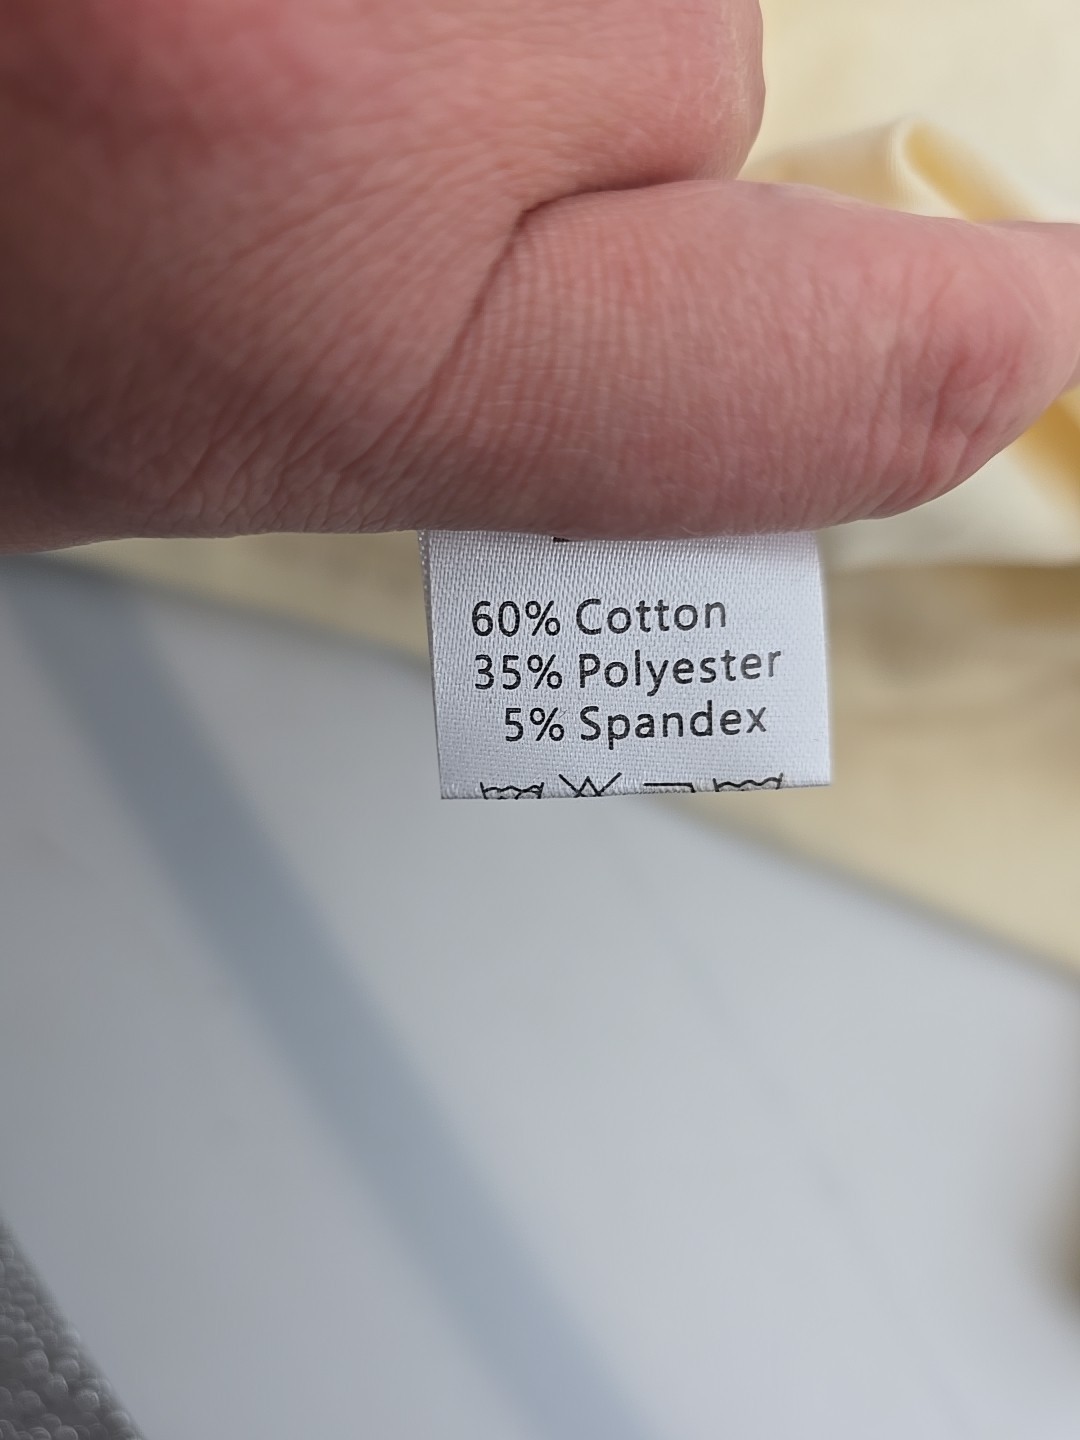 60% Cotton
35% Polyester
5% Spandex